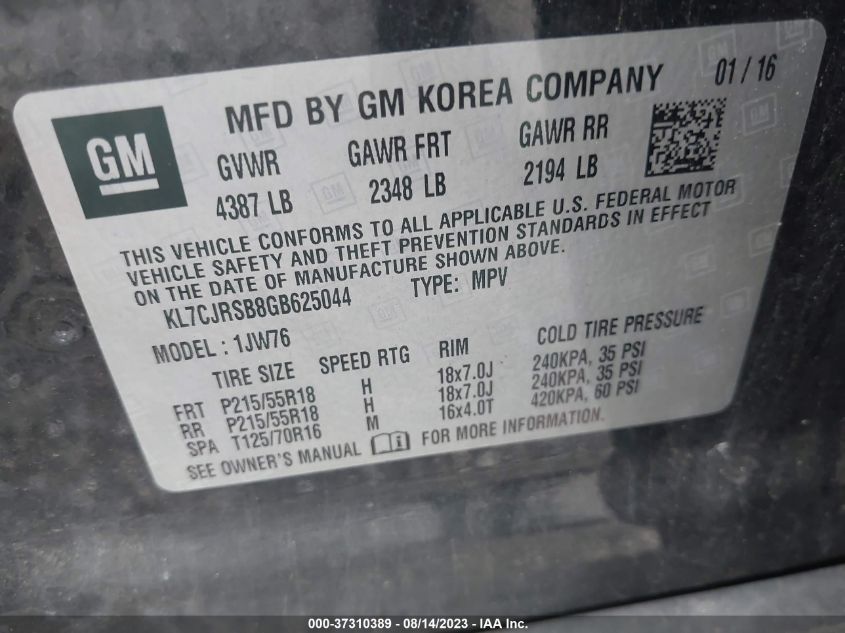 GM
MFD BY GM KOREA COMPANY 01/16
GVWR GAWR FRT GAWR RR
4387 LB 2348 LB 2194 LB
THIS VEHICLE CONFORMS TO ALL APPLICABLE U.S. FEDERAL MOTOR
VEHICLE SAFETY AND THEFT PREVENTION STANDARDS IN EFFECT
ON THE DATE OF MANUFACTURE SHOWN ABOVE.
KL7CJRSB8GB625044 TYPE: MPV
MODEL: 1JW76
TIRE SIZE SPEED RTG RIM COLD TIRE PRESSURE
FRT P215/55R18 H 18x7.0J 240KPA, 35 PSI
RR P215/55R18 H 18x7.0J 240KPA, 35 PSI
SPA T125/70R16 M 16x4.0T 420KPA, 60 PSI
SEE OWNER'S MANUAL FOR MORE INFORMATION.
000-37310389 - 08/14/2023 - IAA Inc.